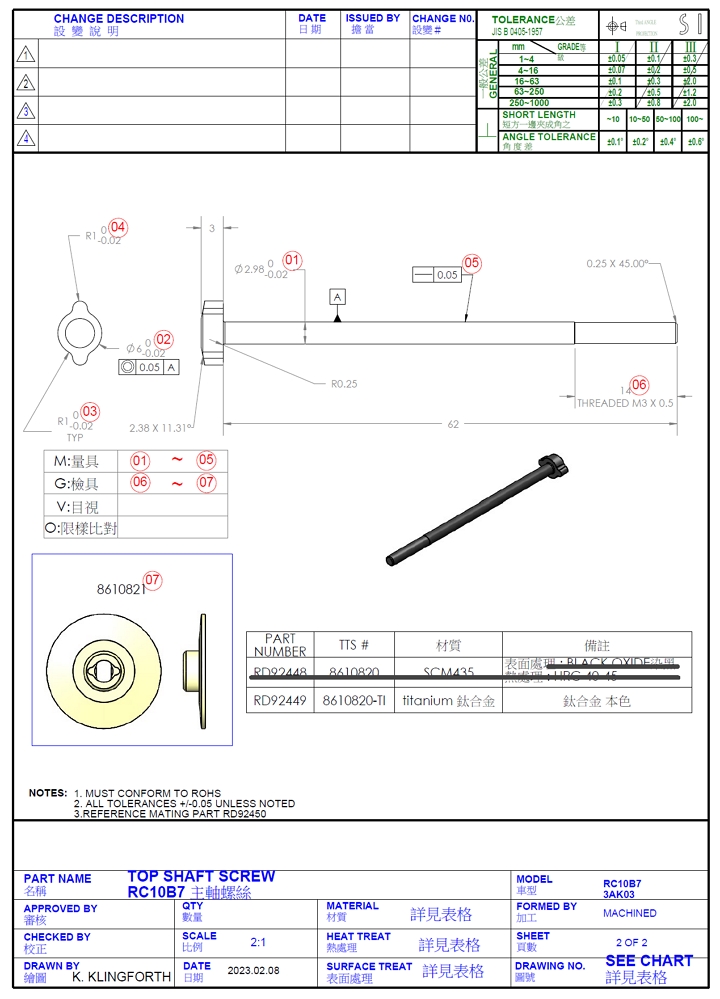 CHANGE DESCRIPTION
設 變 說 明
DATE
日 期
ISSUED BY
擔 當
CHANGE NO.
設變 #
TOLERANCE公差
JIS B 0405-1957
SI
1
2
3
4
一般公差
GENERAL
mm GRADE等級 I II III
1~4 ±0.05 ±0.1 ±0.3
4~16 ±0.07 ±0.2 ±0.5
16~63 ±0.1 ±0.3 ±2.0
63~250 ±0.2 ±0.5 ±1.2
250~1000 ±0.3 ±0.8 ±2.0
SHORT LENGTH ~10 10~50 50~100 100~
短方一邊夾成角之
ANGLE TOLERANCE ±0.1° ±0.2° ±0.4° ±0.6°
角 度 差
R1 0 -0.02 04
3
Ø2.98 0 -0.02 01
0.05 05
0.25 X 45.00°
A
Ø6 0 -0.02 02
0.05 A
R0.25
R1 0 -0.02 03
TYP
2.38 X 11.31°
14 06
THREADED M3 X 0.5
62
M:量具 01 ~ 05
G:檢具 06 ~ 07
V:目視
O:限樣比對
8610821 07
PART NUMBER TTS # 材質 備註
RD92448 8610820 SCM435 表面處理 : BLACK OXIDE染黑
熱處理 : HRC 40-45
RD92449 8610820-TI titanium 鈦合金 鈦合金 本色
NOTES: 1. MUST CONFORM TO ROHS
2. ALL TOLERANCES +/-0.05 UNLESS NOTED
3.REFERENCE MATING PART RD92450
PART NAME
名稱
TOP SHAFT SCREW
RC10B7 主軸螺絲
MODEL
車型
RC10B7
3AK03
APPROVED BY
審核
QTY
數量
MATERIAL
材質
詳見表格
FORMED BY
加工
MACHINED
CHECKED BY
校正
SCALE
比例
2:1
HEAT TREAT
熱處理
詳見表格
SHEET
頁數
2 OF 2
DRAWN BY
繪圖
K. KLINGFORTH
DATE
日期
2023.02.08
SURFACE TREAT
表面處理
詳見表格
DRAWING NO.
圖號
SEE CHART
詳見表格